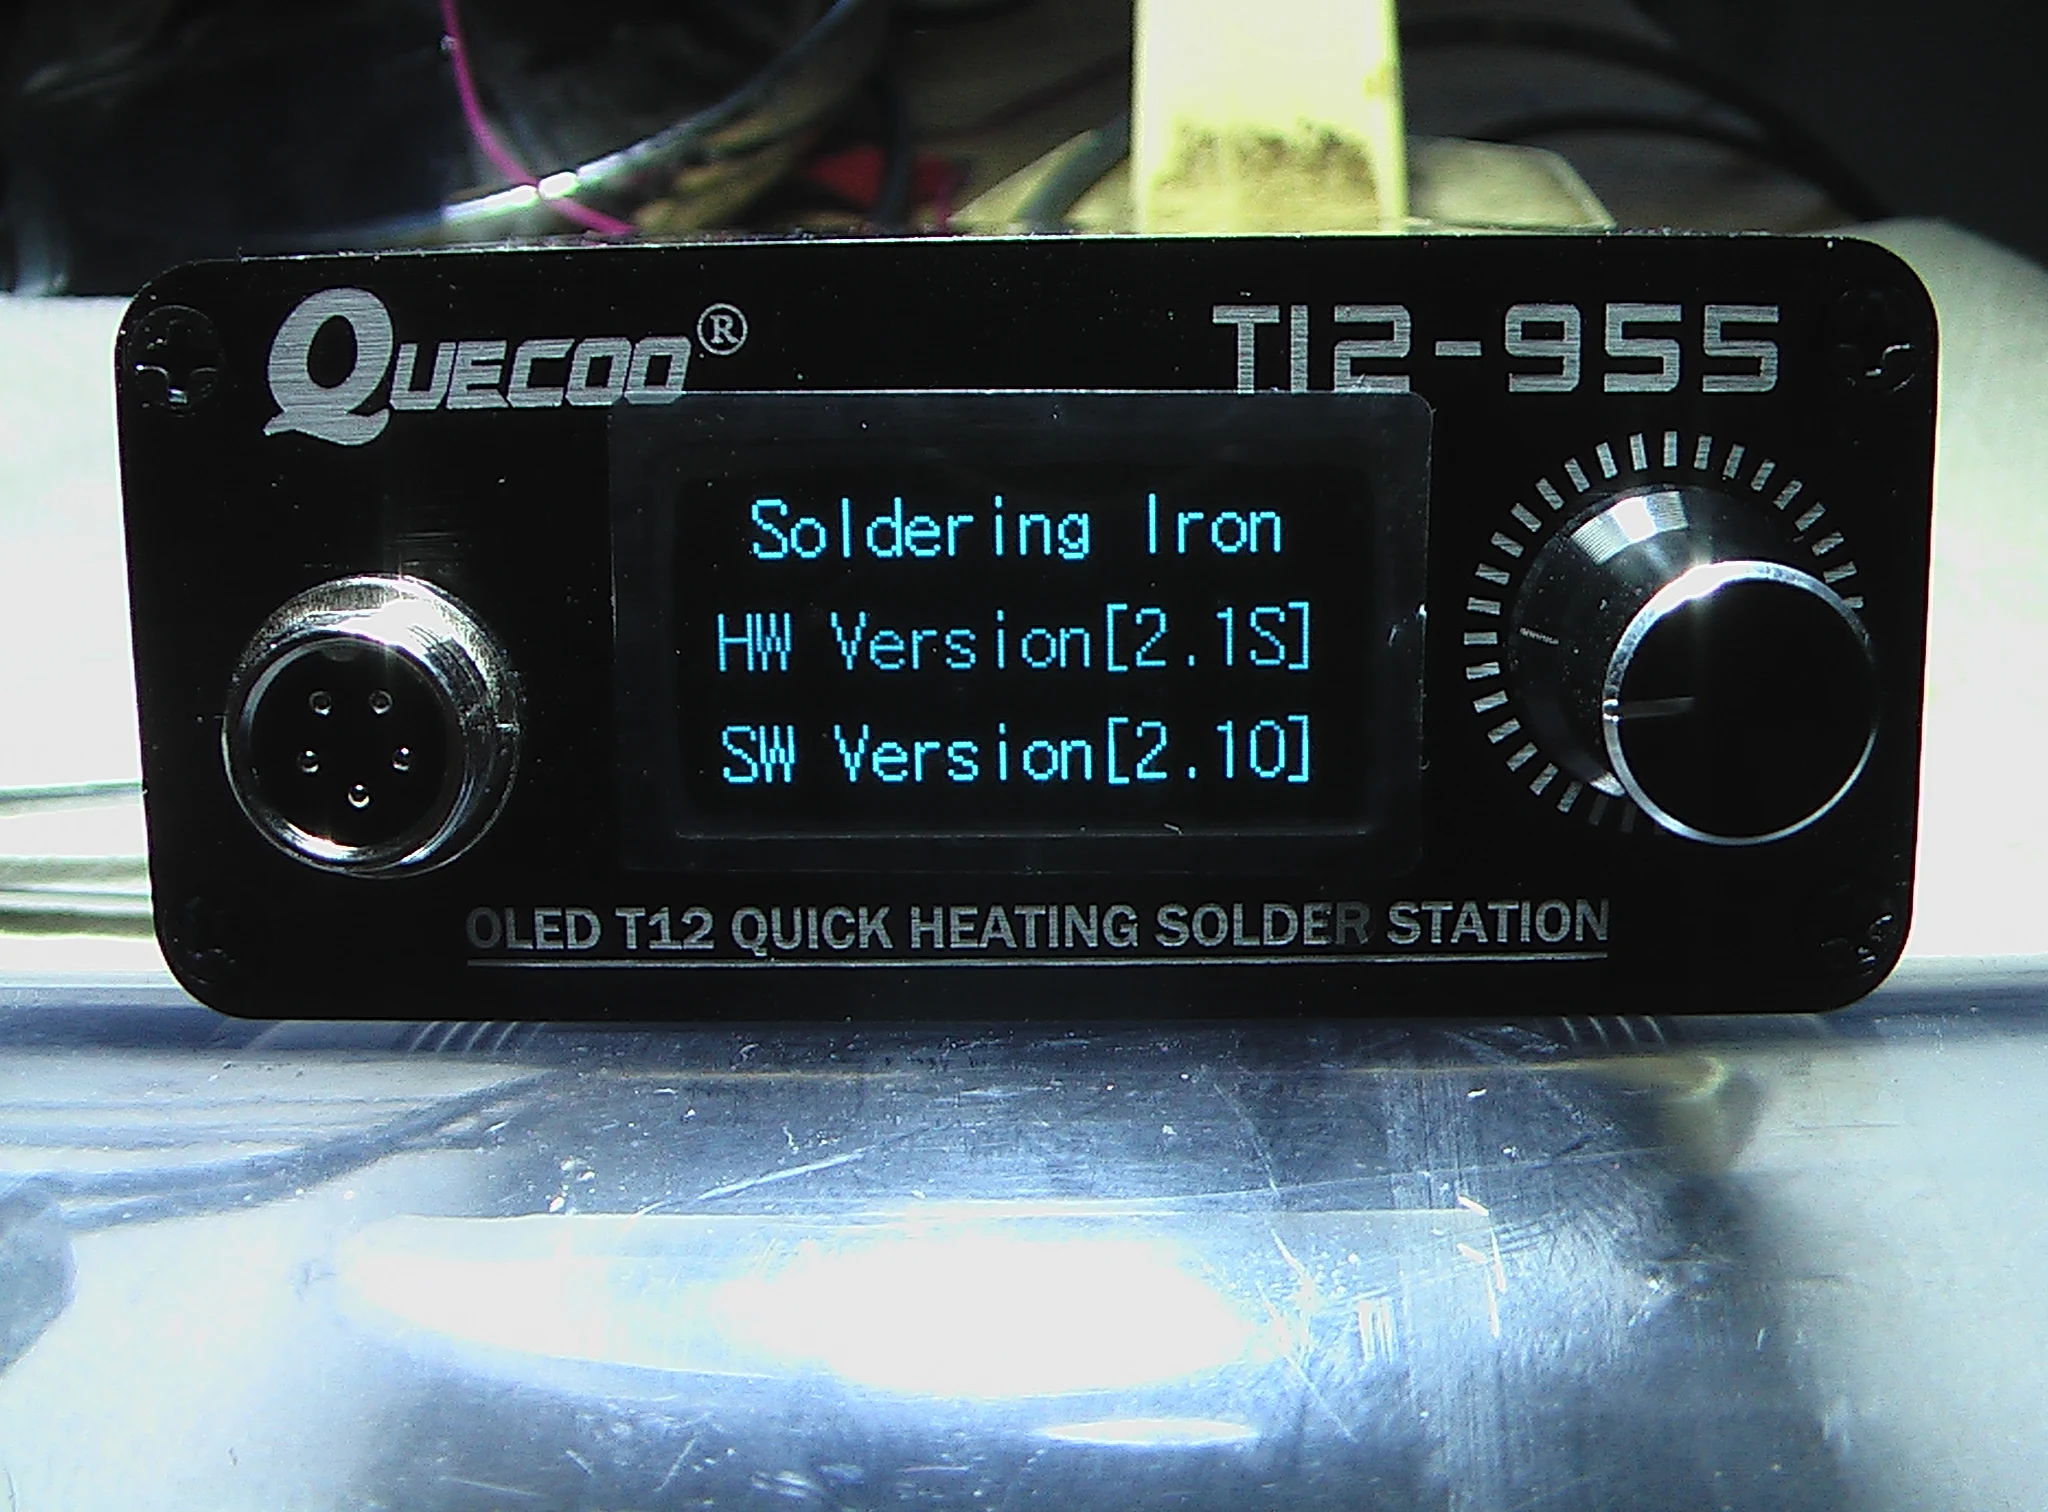 QUECOO®
T12-955
Soldering Iron
HW Version[2.1S]
SW Version[2.10]
OLED T12 QUICK HEATING SOLDER STATION